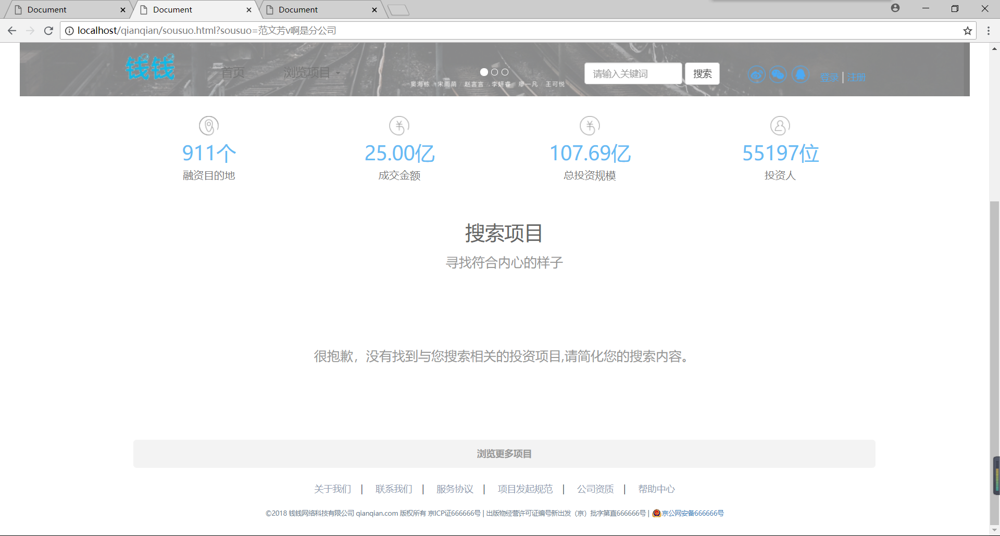 Document
Document
Document
localhost/qianqian/sousuo.html?sousuo=范文芳v啊是分公司
钱钱
首页
浏览项目
窦海栋 / 宋雨萌 / 赵言言 / 李妍睿 / 廖一凡 / 王可悦
请输入关键词
搜索
登录 | 注册
911个
25.00亿
107.69亿
55197位
融资目的地
成交金额
总投资规模
投资人
搜索项目
寻找符合内心的样子
很抱歉，没有找到与您搜索相关的投资项目,请简化您的搜索内容。
浏览更多项目
关于我们 | 联系我们 | 服务协议 | 项目发起规范 | 公司资质 | 帮助中心
©2018 钱钱网络科技有限公司 qianqian.com 版权所有 京ICP证666666号 | 出版物经营许可证编号新出发（京）批字第直666666号 | 京公网安备666666号